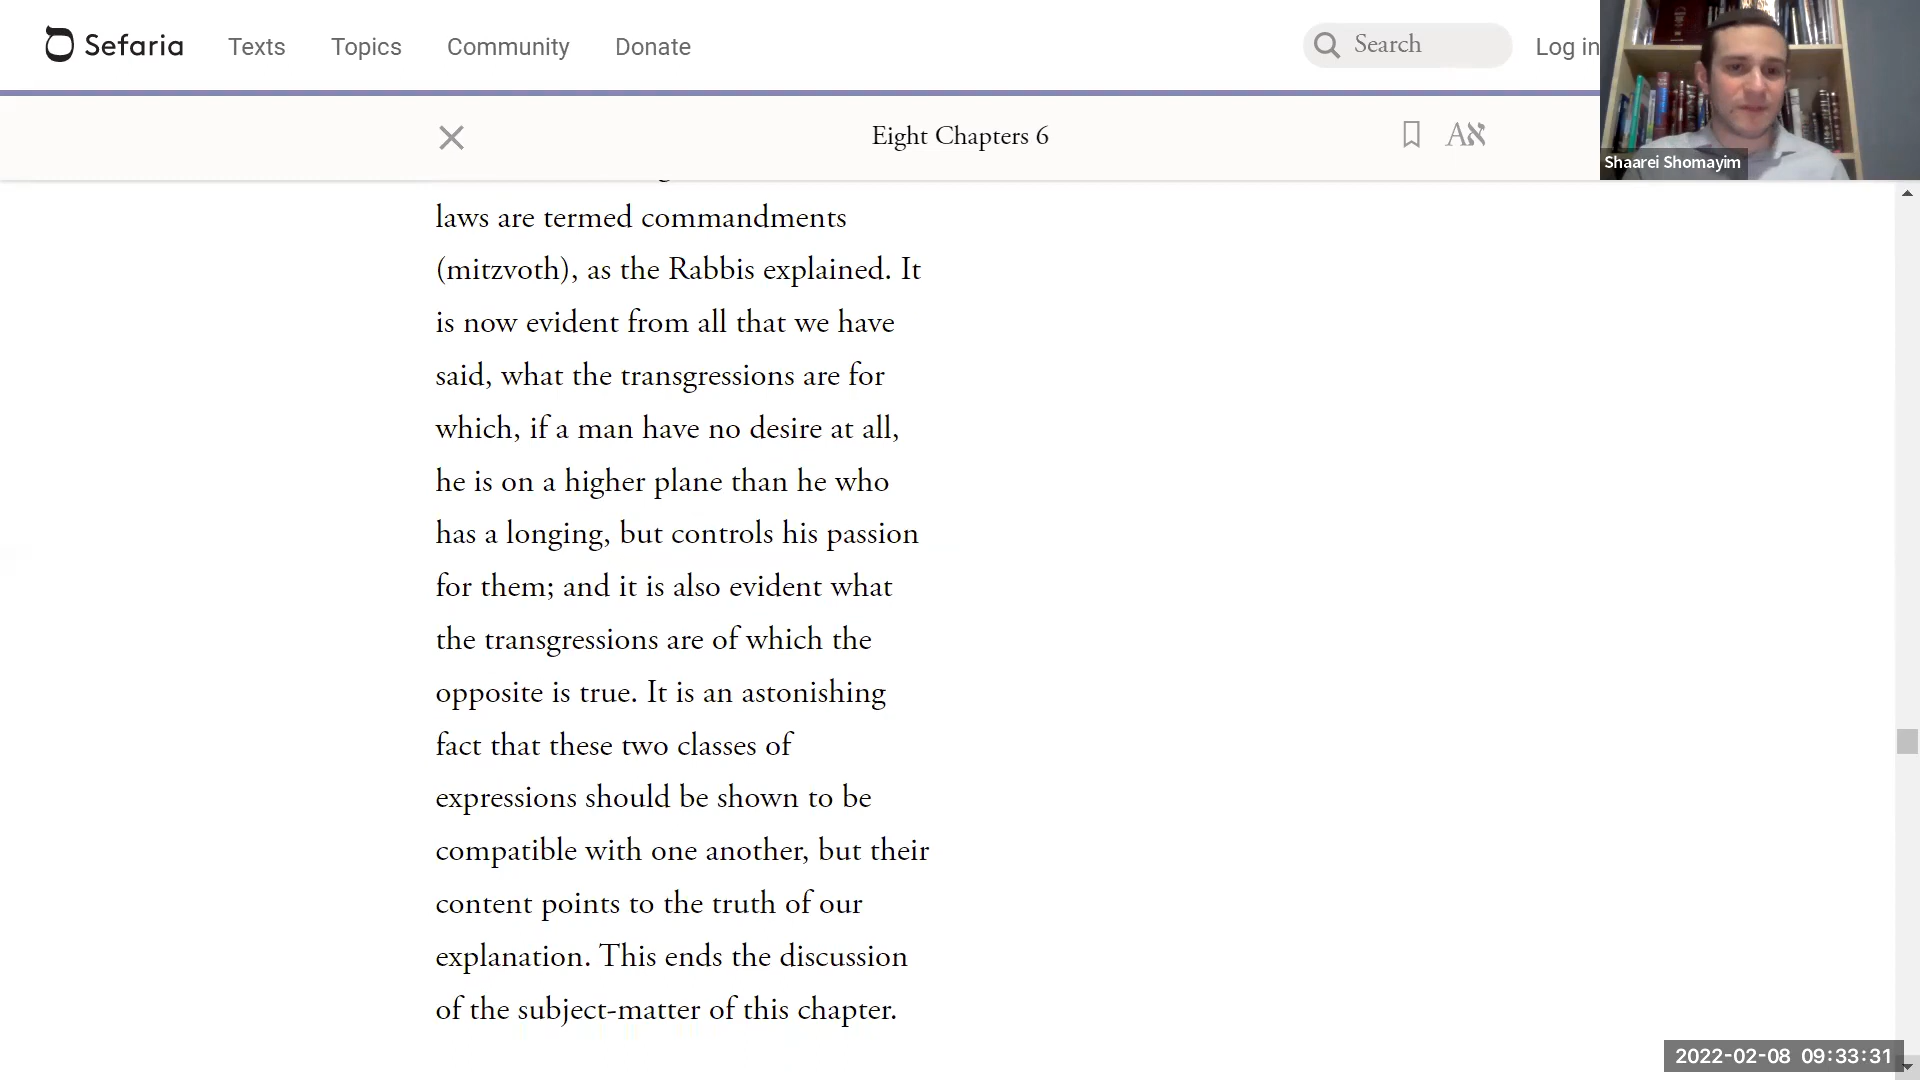 Sefaria Texts Topics Community Donate Search Log in
Eight Chapters 6 Aא
Shaarei Shomayim
laws are termed commandments
(mitzvoth), as the Rabbis explained. It
is now evident from all that we have
said, what the transgressions are for
which, if a man have no desire at all,
he is on a higher plane than he who
has a longing, but controls his passion
for them; and it is also evident what
the transgressions are of which the
opposite is true. It is an astonishing
fact that these two classes of
expressions should be shown to be
compatible with one another, but their
content points to the truth of our
explanation. This ends the discussion
of the subject-matter of this chapter.
2022-02-08 09:33:31